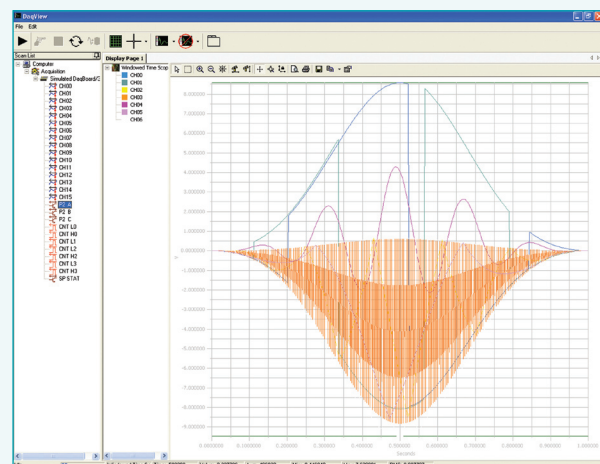 DaqView
File Edit
Scan List
Computer
Acquisition
Simulated DaqBoard/3
CH00
CH01
CH02
CH03
CH04
CH05
CH06
CH07
CH08
CH09
CH10
CH11
CH12
CH13
CH14
CH15
P2 A
P2 B
P2 C
CNT L0
CNT H0
CNT L1
CNT L2
CNT H2
CNT L3
CNT H3
SP STAT
Display Page 1
Windowed Time Scop
CH00
CH01
CH02
CH03
CH04
CH05
CH06
8.000000
7.000000
6.000000
5.000000
4.000000
3.000000
2.000000
1.000000
0.000000
-1.000000
-2.000000
-3.000000
-4.000000
-5.000000
-6.000000
-7.000000
-8.000000
-9.000000
Y
0.000000 0.100000 0.200000 0.300000 0.400000 0.500000 0.600000 0.700000 0.800000 0.900000 1.000000
Seconds